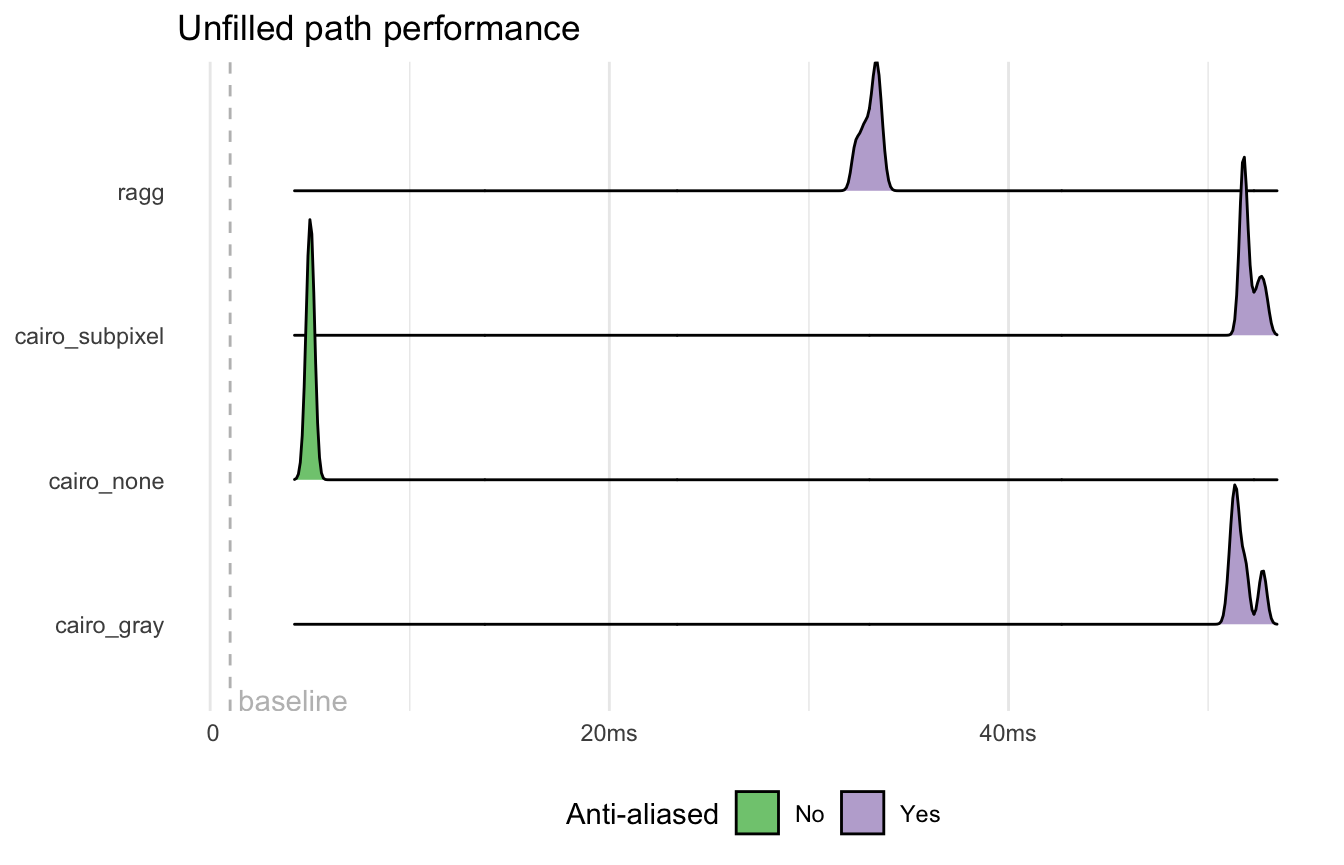 Unfilled path performance
ragg
cairo_subpixel
cairo_none
cairo_gray
baseline
0 20ms 40ms
Anti-aliased No Yes